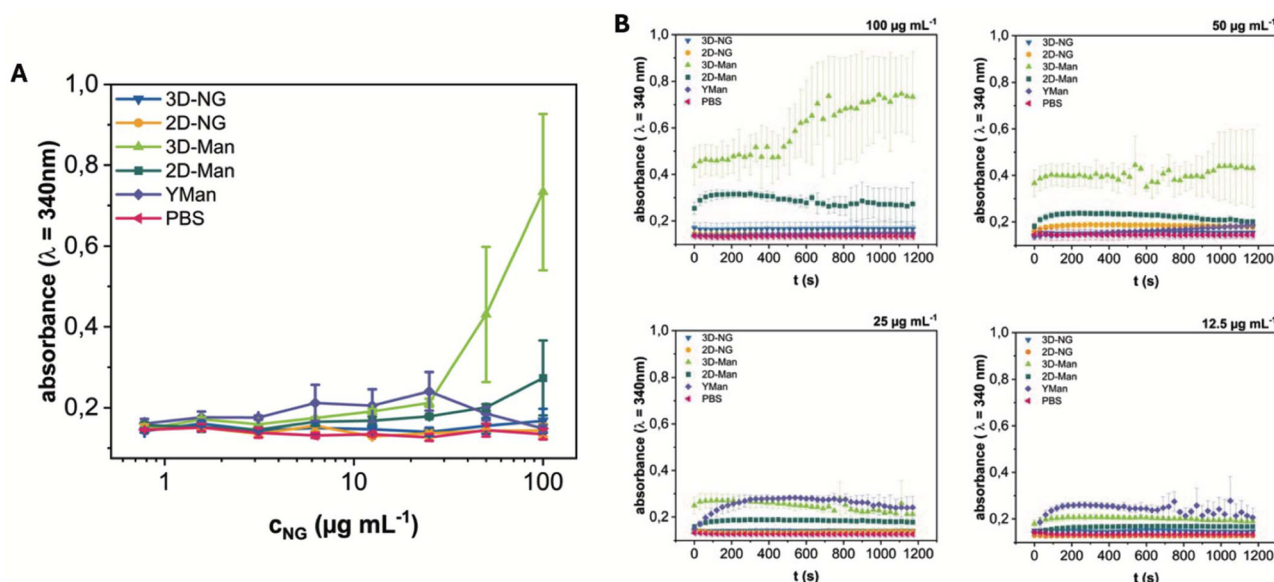 A
absorbance ( λ = 340nm)
1,0
0,8
0,6
0,4
0,2
3D-NG
2D-NG
3D-Man
2D-Man
YMan
PBS
1
10
100
cNG (µg mL-1)
B
100 µg mL-1
absorbance ( λ = 340 nm)
1,0
0,8
0,6
0,4
0,2
3D-NG
2D-NG
3D-Man
2D-Man
YMan
PBS
0 200 400 600 800 1000 1200
t (s)
50 µg mL-1
absorbance ( λ = 340 nm)
1,0
0,8
0,6
0,4
0,2
3D-NG
2D-NG
3D-Man
2D-Man
YMan
PBS
0 200 400 600 800 1000 1200
t (s)
25 µg mL-1
absorbance ( λ = 340nm)
1,0
0,8
0,6
0,4
0,2
3D-NG
2D-NG
3D-Man
2D-Man
YMan
PBS
0 200 400 600 800 1000 1200
t (s)
12.5 µg mL-1
absorbance ( λ = 340nm)
1,0
0,8
0,6
0,4
0,2
3D-NG
2D-NG
3D-Man
2D-Man
YMan
PBS
0 200 400 600 800 1000 1200
t (s)